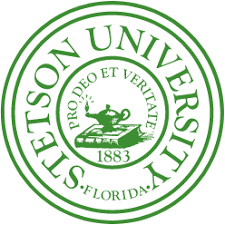 STETSON UNIVERSITY
·FLORIDA·
PRO DEO ET VERITATE
1883